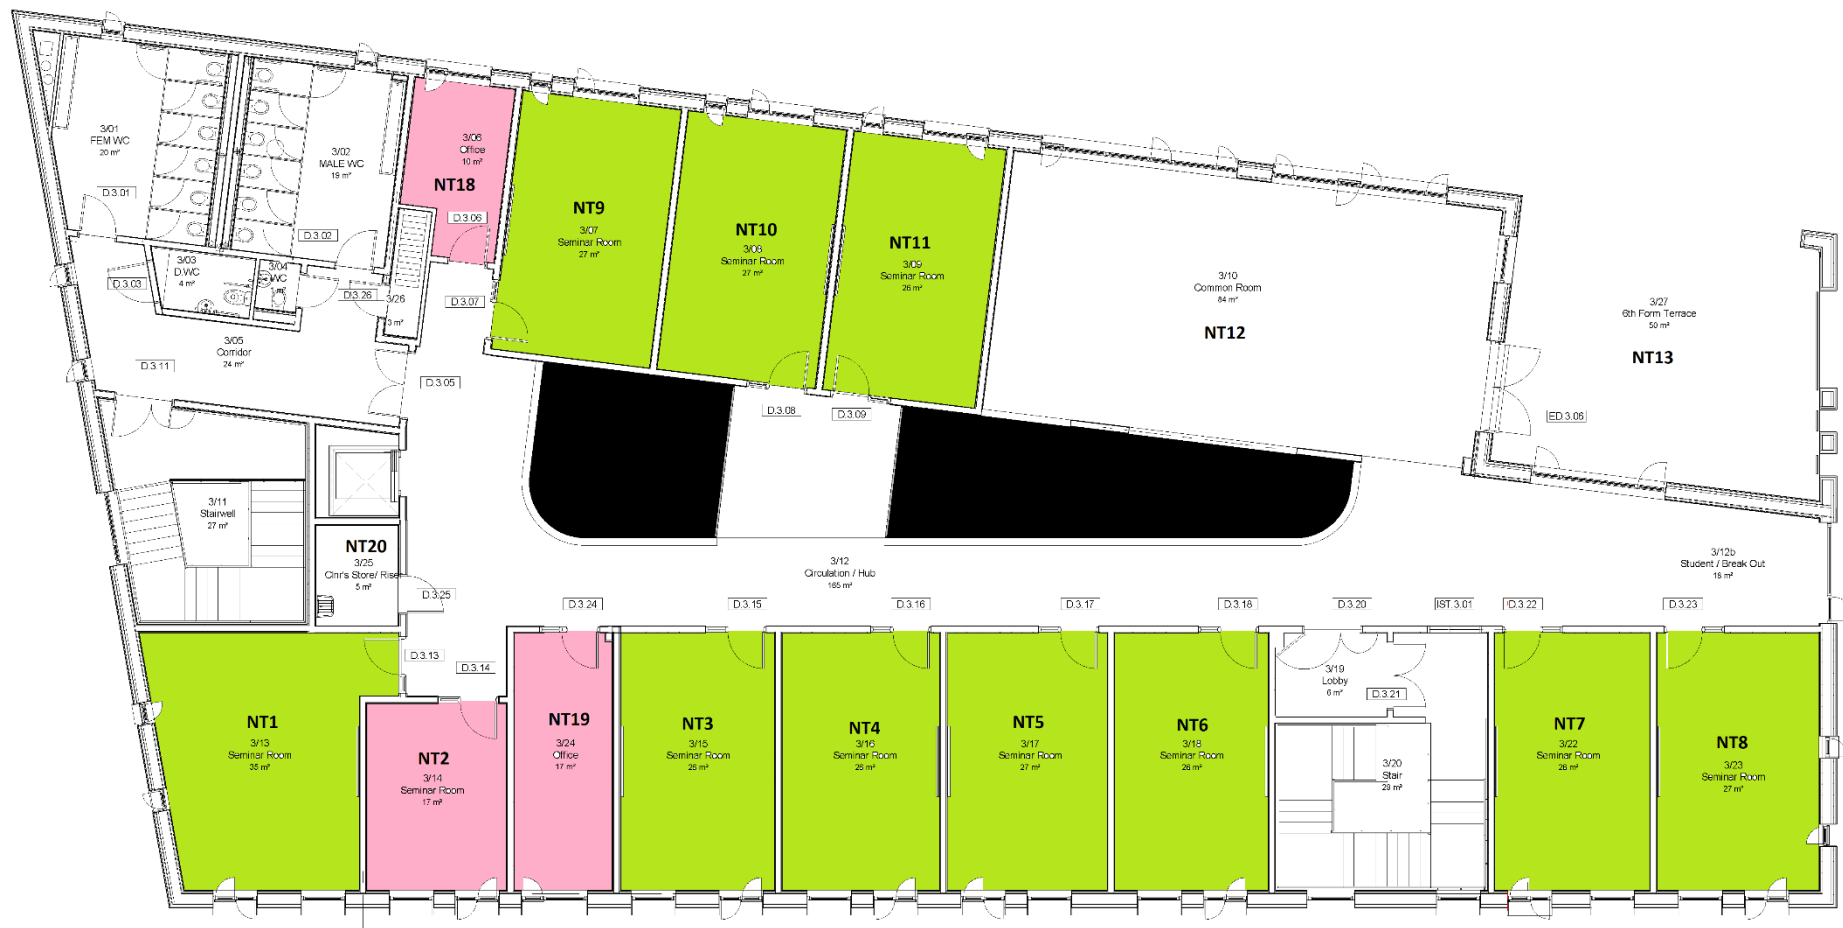 3/01
FEM WC
20 m²
D.3.01
3/02
MALE WC
19 m²
D.3.02
3/06
Office
10 m²
NT18
D.3.06
NT9
3/07
Seminar Room
27 m²
NT10
3/08
Seminar Room
27 m²
NT11
3/09
Seminar Room
26 m²
3/10
Common Room
84 m²
NT12
3/27
6th Form Terrace
50 m²
NT13
3/03
D.WC
4 m²
D.3.03
3/04
WC
D.3.26
3/26
3 m²
D.3.07
3/05
Corridor
24 m²
D.3.11
D.3.05
D.3.08
D.3.09
ED.3.06
3/11
Stairwell
27 m²
NT20
3/25
Clnr's Store/ Riser
5 m²
D.3.25
3/12
Circulation / Hub
165 m²
3/12b
Student / Break Out
18 m²
D.3.24
D.3.15
D.3.16
D.3.17
D.3.18
D.3.20
IST.3.01
D.3.22
D.3.23
D.3.13
D.3.14
NT1
3/13
Seminar Room
35 m²
NT2
3/14
Seminar Room
17 m²
NT19
3/24
Office
17 m²
NT3
3/15
Seminar Room
26 m²
NT4
3/16
Seminar Room
26 m²
NT5
3/17
Seminar Room
27 m²
NT6
3/18
Seminar Room
26 m²
3/19
Lobby
6 m²
D.3.21
3/20
Stair
29 m²
NT7
3/22
Seminar Room
26 m²
NT8
3/23
Seminar Room
27 m²